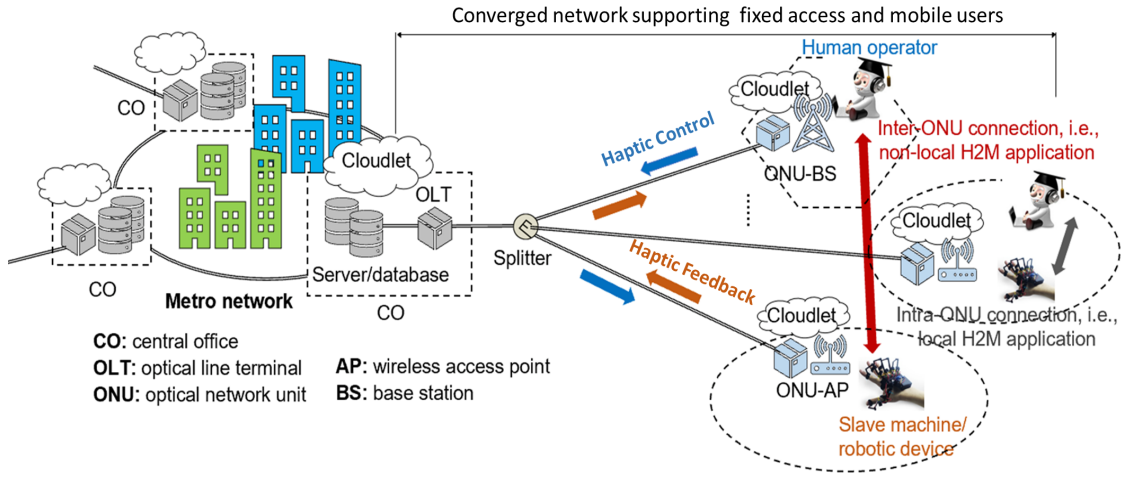 Converged network supporting fixed access and mobile users
Human operator
CO
Cloudlet
Haptic Control
Inter-ONU connection, i.e.,
non-local H2M application
Cloudlet
OLT
ONU-BS
Cloudlet
Splitter
Server/database
CO
Metro network
CO
Haptic Feedback
Intra-ONU connection, i.e.,
local H2M application
Cloudlet
ONU-AP
Slave machine/
robotic device
CO: central office
OLT: optical line terminal
ONU: optical network unit
AP: wireless access point
BS: base station